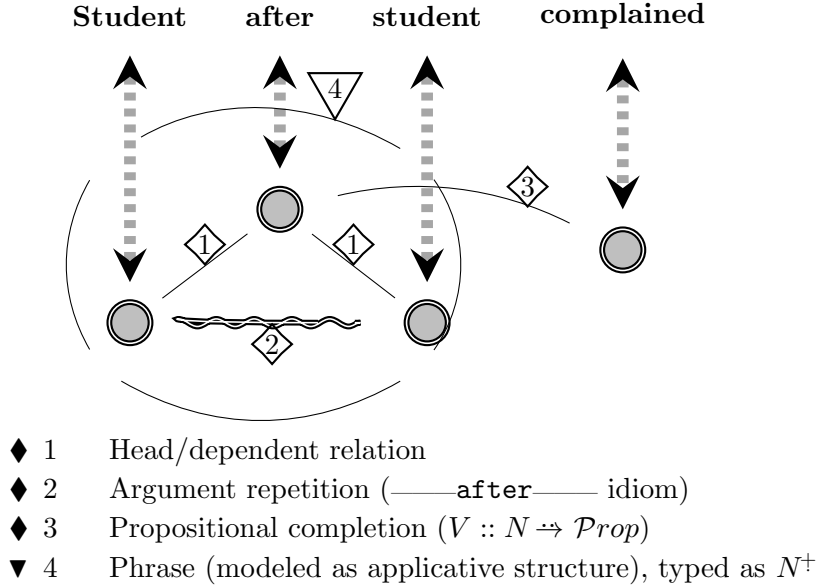 Student after student complained
4
3
1 1
2
♦ 1 Head/dependent relation
♦ 2 Argument repetition (——after—— idiom)
♦ 3 Propositional completion (V :: N ⤑ 𝒫rop)
▼ 4 Phrase (modeled as applicative structure), typed as N⁺